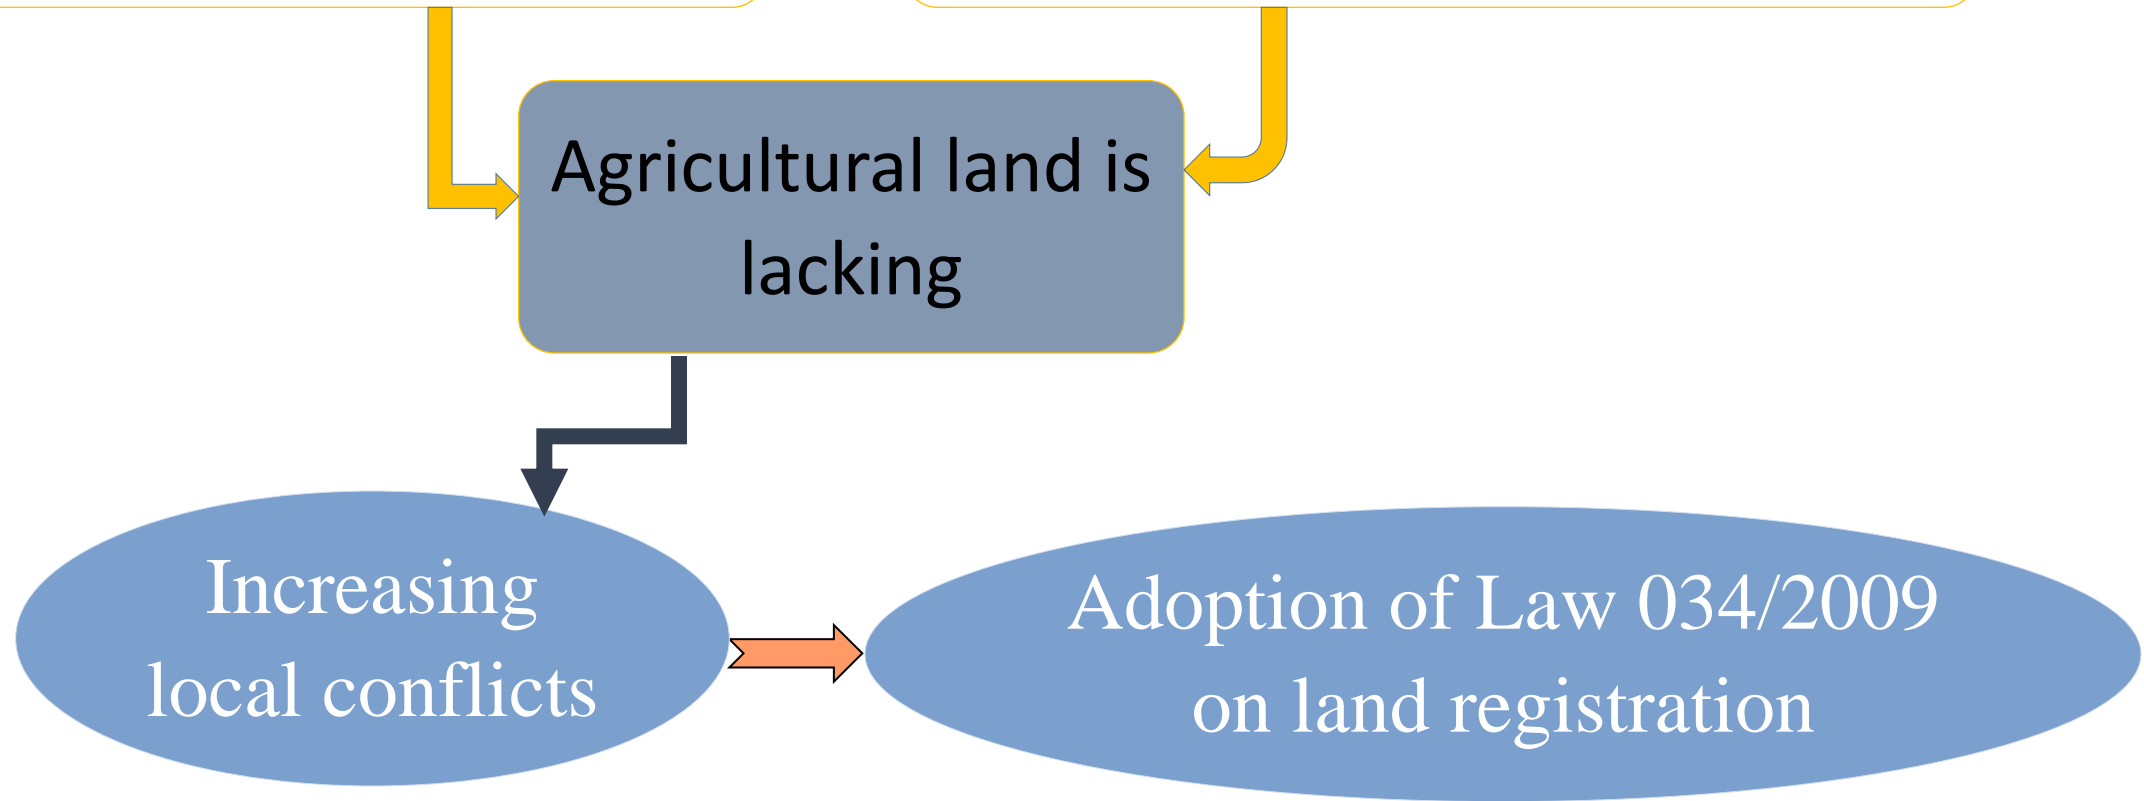 Agricultural land is
lacking
Increasing
local conflicts
Adoption of Law 034/2009
on land registration